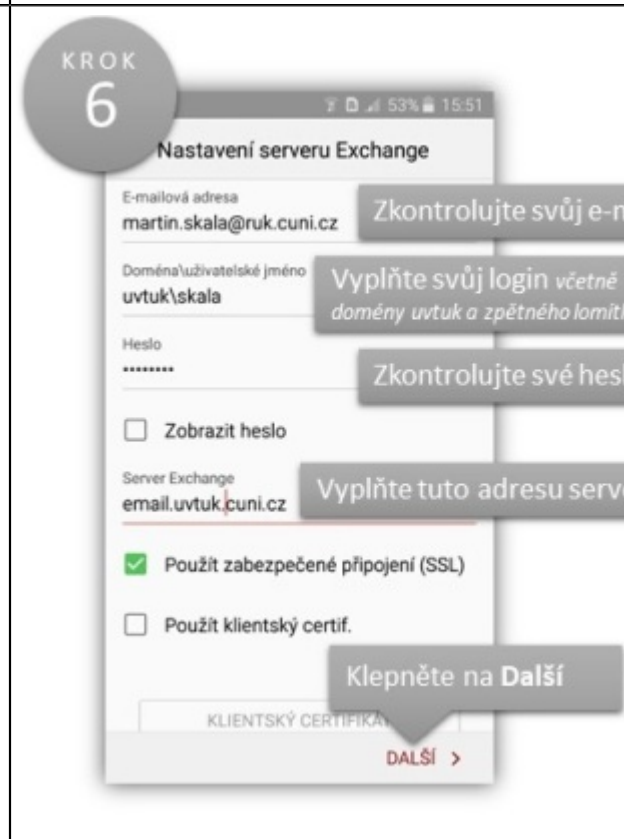 KROK
6
53% 15:51
Nastavení serveru Exchange
E-mailová adresa
martin.skala@ruk.cuni.cz
Zkontrolujte svůj e-m
Doména\uživatelské jméno
uvtuk\skala
Vyplňte svůj login včetně
domény uvtuk a zpětného lomítk
Heslo
••••••••
Zkontrolujte své hesl
Zobrazit heslo
Server Exchange
email.uvtuk.cuni.cz
Vyplňte tuto adresu serve
Použít zabezpečené připojení (SSL)
Použít klientský certif.
Klepněte na Další
KLIENTSKÝ CERTIFIKÁT
DALŠÍ >